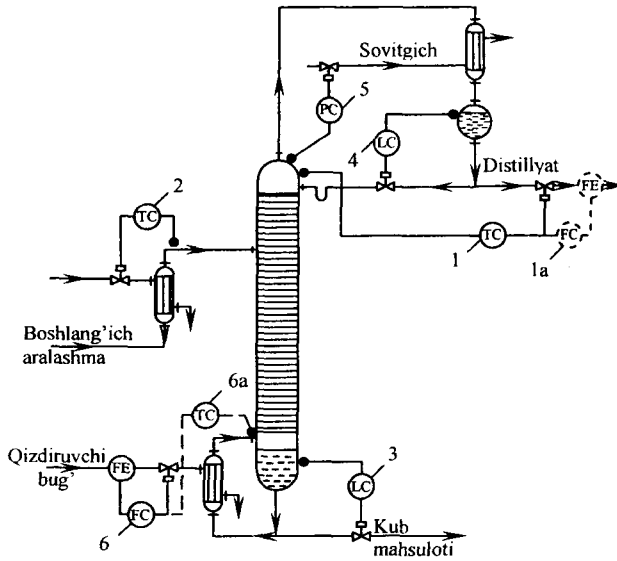 Sovitgich
5
PC
4
LC
Distillyat
FE
2
TC
1
TC
FC
1a
Boshlang'ich
aralashma
6a
TC
Qizdiruvchi
bug'
FE
3
LC
FC
6
Kub
mahsuloti